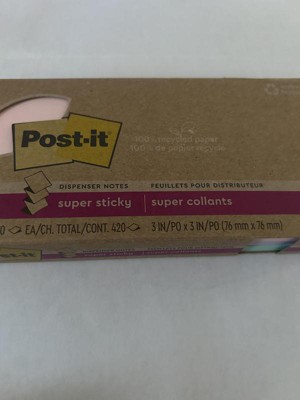 Post-it
100% recycled paper
100% de papier recyclé
DISPENSER NOTES
FEUILLETS POUR DISTRIBUTEUR
super sticky
super collants
0 EA/CH. TOTAL/CONT. 420 3 IN/PO x 3 IN/PO (76 mm x 76 mm)